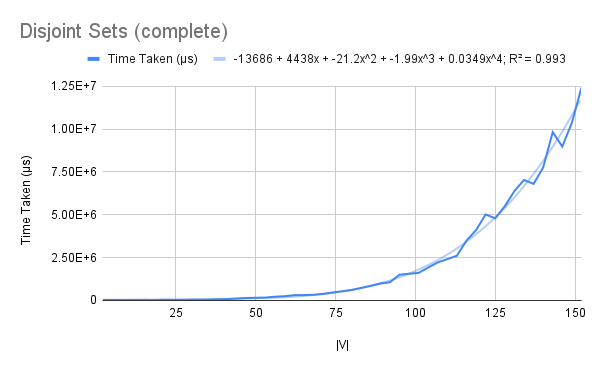 Disjoint Sets (complete)
Time Taken (μs) -13686 + 4438x + -21.2x^2 + -1.99x^3 + 0.0349x^4; R² = 0.993
1.25E+7
1.00E+7
7.50E+6
5.00E+6
2.50E+6
0
Time Taken (μs)
25 50 75 100 125 150
|V|